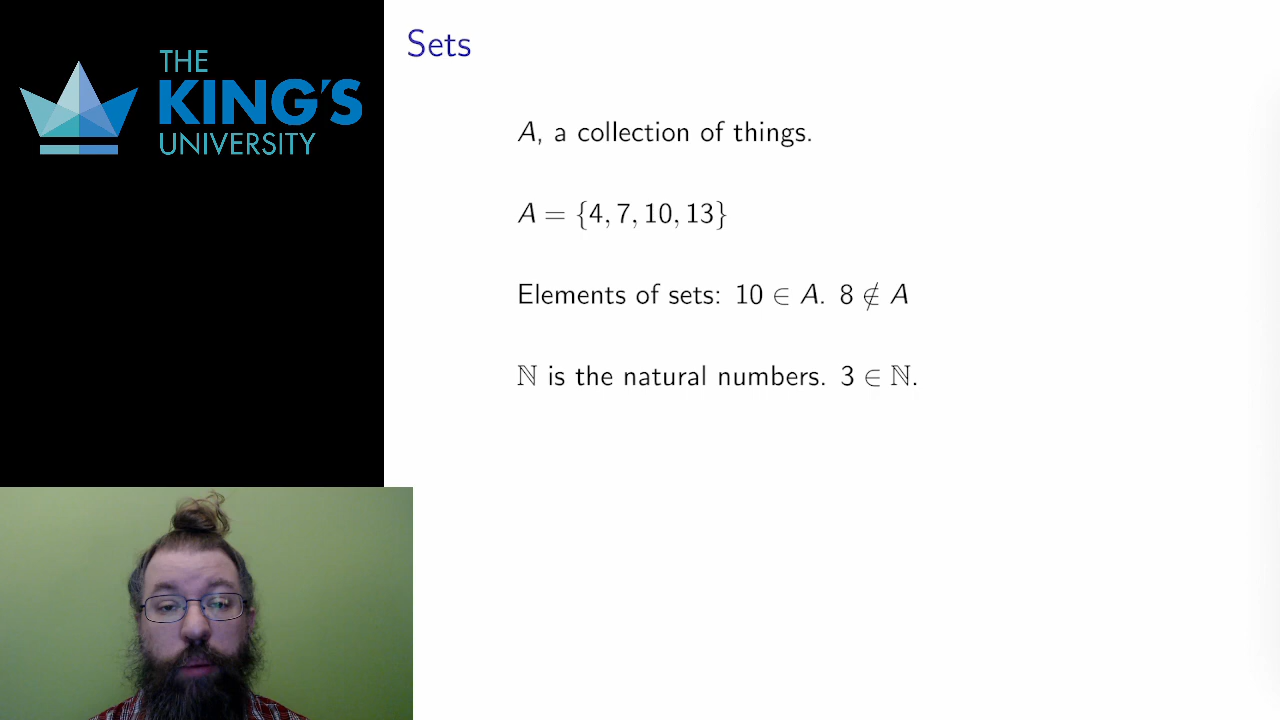 THE
KING'S
UNIVERSITY
Sets
A, a collection of things.
A = {4, 7, 10, 13}
Elements of sets: 10 ∈ A. 8 ∉ A
ℕ is the natural numbers. 3 ∈ ℕ.